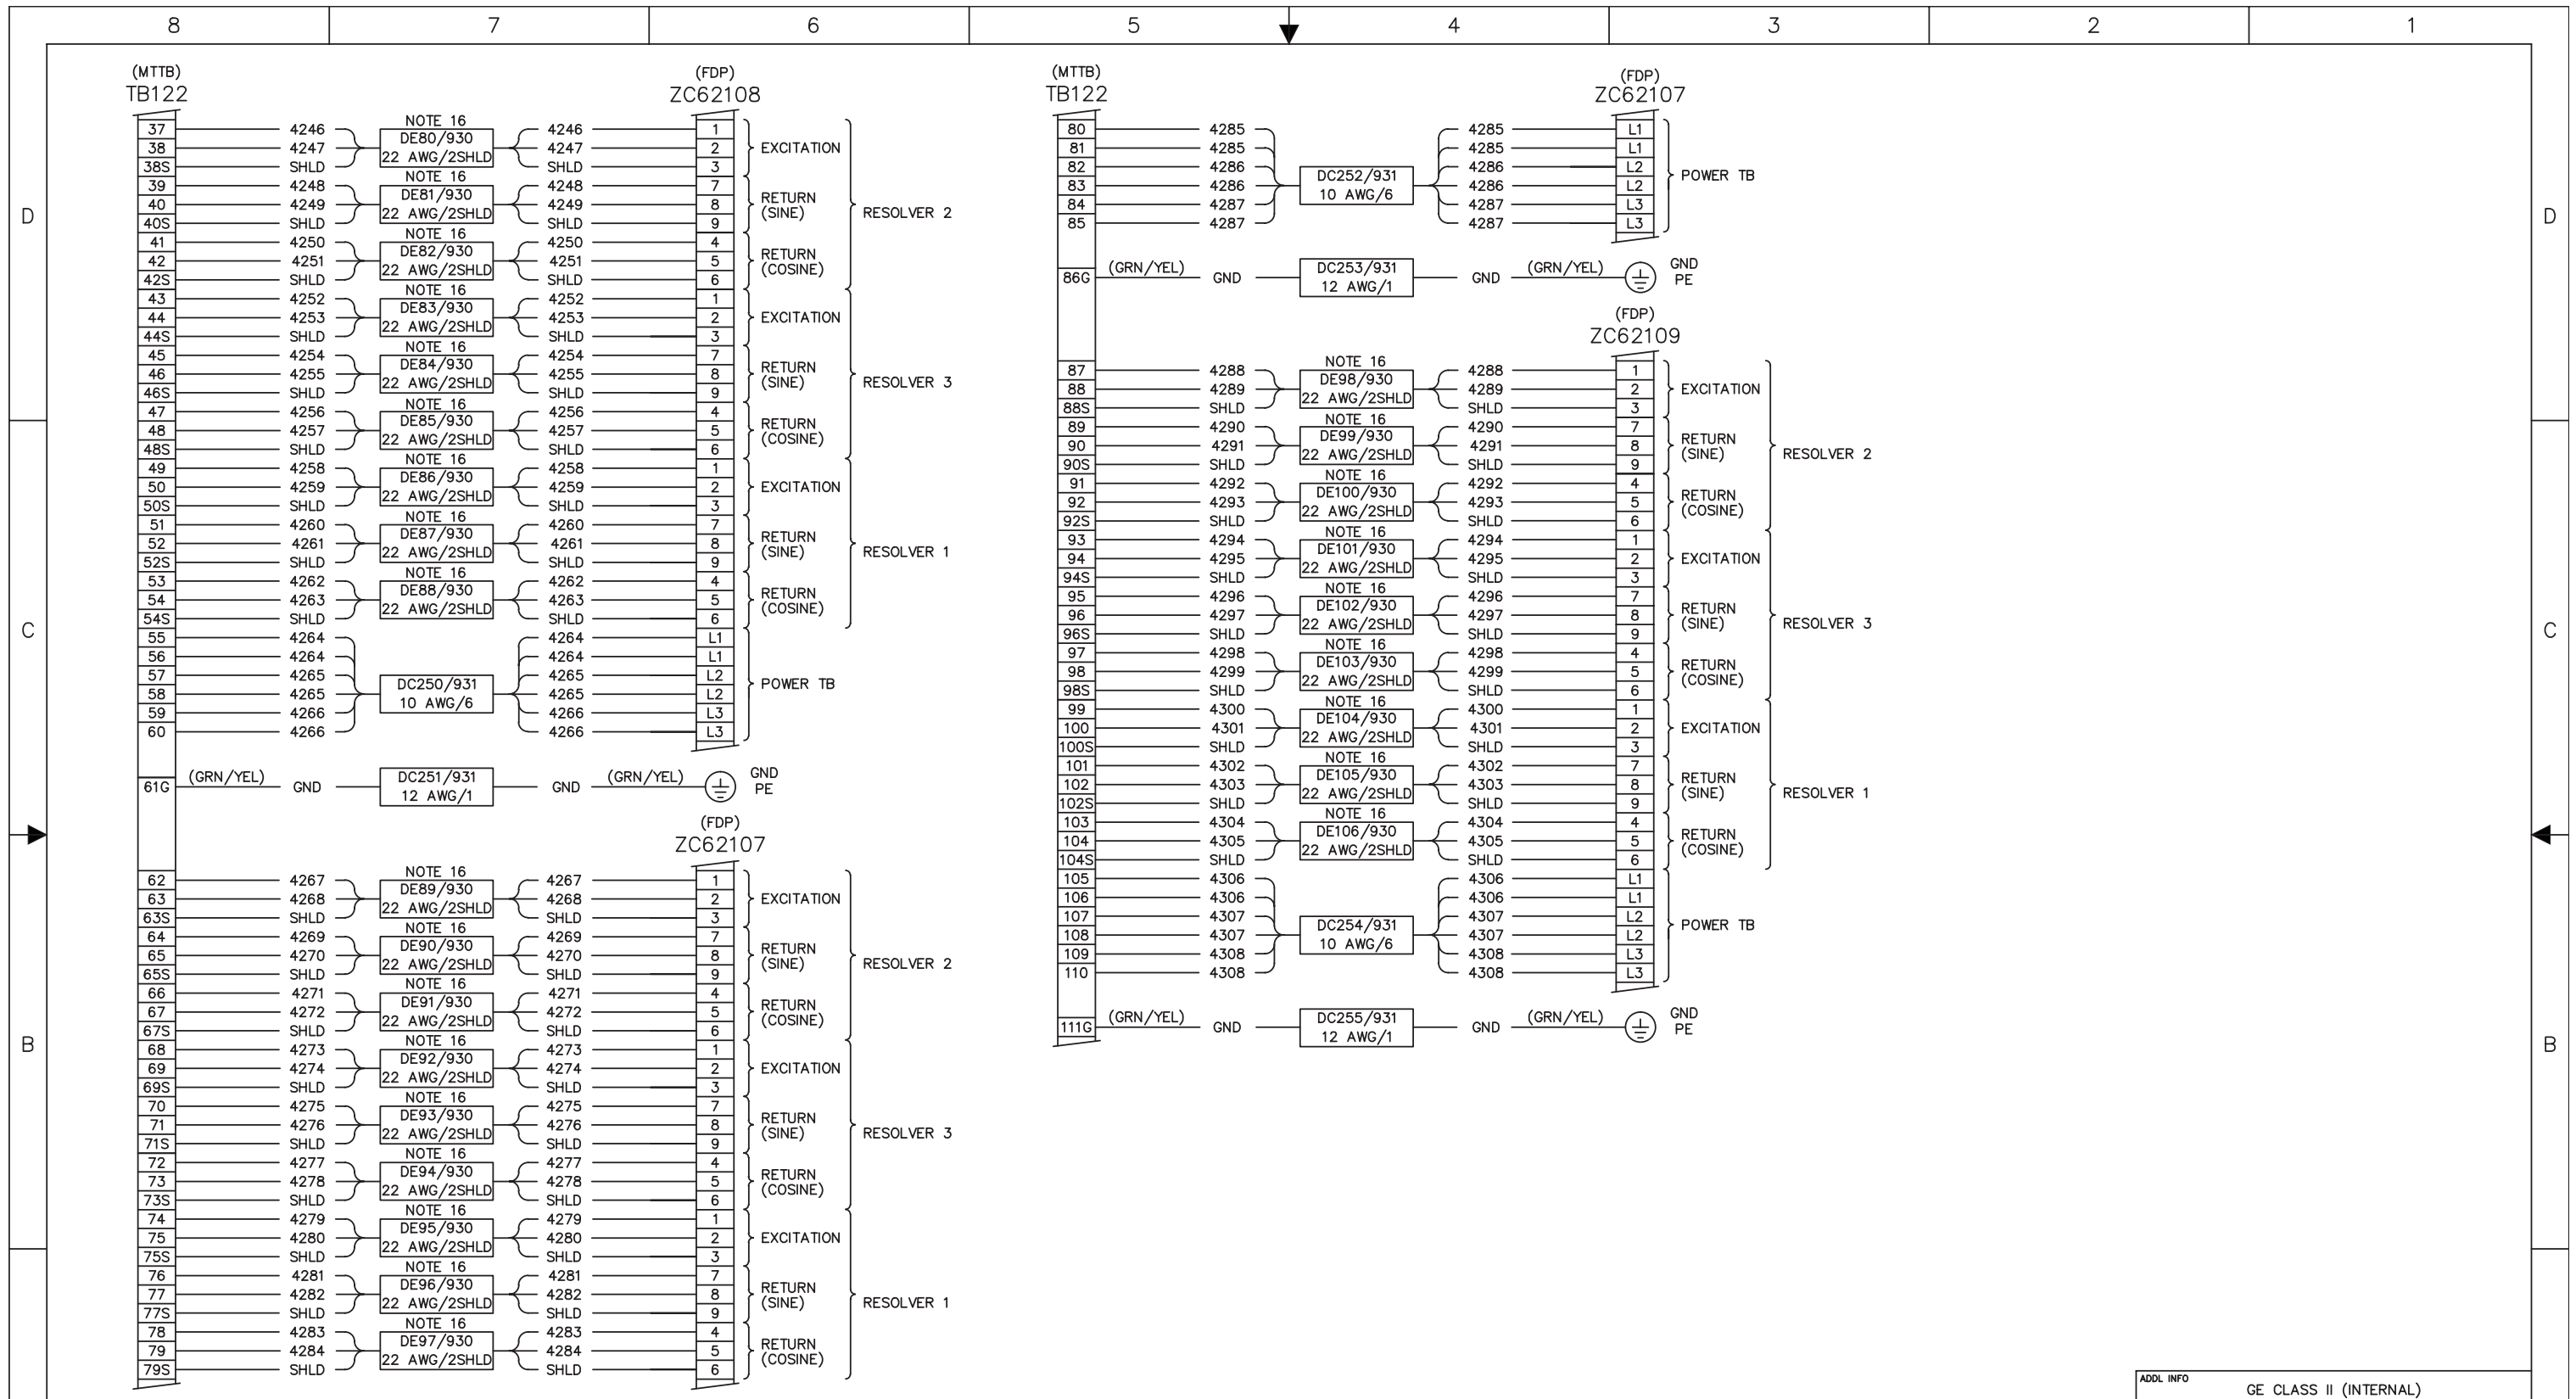 8 7 6 5 4 3 2 1
(MTTB) (FDP)
TB122 ZC62108
NOTE 16
37 4246 DE80/930 4246 1
38 4247 22 AWG/2SHLD 4247 2 EXCITATION
38S SHLD SHLD 3
NOTE 16
39 4248 DE81/930 4248 7
40 4249 22 AWG/2SHLD 4249 8 RETURN (SINE) RESOLVER 2
40S SHLD SHLD 9
NOTE 16
41 4250 DE82/930 4250 4
42 4251 22 AWG/2SHLD 4251 5 RETURN (COSINE)
42S SHLD SHLD 6
NOTE 16
43 4252 DE83/930 4252 1
44 4253 22 AWG/2SHLD 4253 2 EXCITATION
44S SHLD SHLD 3
NOTE 16
45 4254 DE84/930 4254 7
46 4255 22 AWG/2SHLD 4255 8 RETURN (SINE) RESOLVER 3
46S SHLD SHLD 9
NOTE 16
47 4256 DE85/930 4256 4
48 4257 22 AWG/2SHLD 4257 5 RETURN (COSINE)
48S SHLD SHLD 6
NOTE 16
49 4258 DE86/930 4258 1
50 4259 22 AWG/2SHLD 4259 2 EXCITATION
50S SHLD SHLD 3
NOTE 16
51 4260 DE87/930 4260 7
52 4261 22 AWG/2SHLD 4261 8 RETURN (SINE) RESOLVER 1
52S SHLD SHLD 9
NOTE 16
53 4262 DE88/930 4262 4
54 4263 22 AWG/2SHLD 4263 5 RETURN (COSINE)
54S SHLD SHLD 6
55 4264 4264 L1
56 4264 4264 L1
57 4265 DC250/931 4265 L2
58 4265 10 AWG/6 4265 L2 POWER TB
59 4266 4266 L3
60 4266 4266 L3
61G (GRN/YEL) GND DC251/931 12 AWG/1 GND (GRN/YEL) GND PE
(FDP)
ZC62107
NOTE 16
62 4267 DE89/930 4267 1
63 4268 22 AWG/2SHLD 4268 2 EXCITATION
63S SHLD SHLD 3
NOTE 16
64 4269 DE90/930 4269 7
65 4270 22 AWG/2SHLD 4270 8 RETURN (SINE) RESOLVER 2
65S SHLD SHLD 9
NOTE 16
66 4271 DE91/930 4271 4
67 4272 22 AWG/2SHLD 4272 5 RETURN (COSINE)
67S SHLD SHLD 6
NOTE 16
68 4273 DE92/930 4273 1
69 4274 22 AWG/2SHLD 4274 2 EXCITATION
69S SHLD SHLD 3
NOTE 16
70 4275 DE93/930 4275 7
71 4276 22 AWG/2SHLD 4276 8 RETURN (SINE) RESOLVER 3
71S SHLD SHLD 9
NOTE 16
72 4277 DE94/930 4277 4
73 4278 22 AWG/2SHLD 4278 5 RETURN (COSINE)
73S SHLD SHLD 6
NOTE 16
74 4279 DE95/930 4279 1
75 4280 22 AWG/2SHLD 4280 2 EXCITATION
75S SHLD SHLD 3
NOTE 16
76 4281 DE96/930 4281 7
77 4282 22 AWG/2SHLD 4282 8 RETURN (SINE) RESOLVER 1
77S SHLD SHLD 9
NOTE 16
78 4283 DE97/930 4283 4
79 4284 22 AWG/2SHLD 4284 5 RETURN (COSINE)
79S SHLD SHLD 6
(MTTB) (FDP)
TB122 ZC62107
80 4285 4285 L1
81 4285 4285 L1
82 4286 DC252/931 4286 L2
83 4286 10 AWG/6 4286 L2 POWER TB
84 4287 4287 L3
85 4287 4287 L3
86G (GRN/YEL) GND DC253/931 12 AWG/1 GND (GRN/YEL) GND PE
(FDP)
ZC62109
NOTE 16
87 4288 DE98/930 4288 1
88 4289 22 AWG/2SHLD 4289 2 EXCITATION
88S SHLD SHLD 3
NOTE 16
89 4290 DE99/930 4290 7
90 4291 22 AWG/2SHLD 4291 8 RETURN (SINE) RESOLVER 2
90S SHLD SHLD 9
NOTE 16
91 4292 DE100/930 4292 4
92 4293 22 AWG/2SHLD 4293 5 RETURN (COSINE)
92S SHLD SHLD 6
NOTE 16
93 4294 DE101/930 4294 1
94 4295 22 AWG/2SHLD 4295 2 EXCITATION
94S SHLD SHLD 3
NOTE 16
95 4296 DE102/930 4296 7
96 4297 22 AWG/2SHLD 4297 8 RETURN (SINE) RESOLVER 3
96S SHLD SHLD 9
NOTE 16
97 4298 DE103/930 4298 4
98 4299 22 AWG/2SHLD 4299 5 RETURN (COSINE)
98S SHLD SHLD 6
NOTE 16
99 4300 DE104/930 4300 1
100 4301 22 AWG/2SHLD 4301 2 EXCITATION
100S SHLD SHLD 3
NOTE 16
101 4302 DE105/930 4302 7
102 4303 22 AWG/2SHLD 4303 8 RETURN (SINE) RESOLVER 1
102S SHLD SHLD 9
NOTE 16
103 4304 DE106/930 4304 4
104 4305 22 AWG/2SHLD 4305 5 RETURN (COSINE)
104S SHLD SHLD 6
105 4306 4306 L1
106 4306 4306 L1
107 4307 DC254/931 4307 L2
108 4307 10 AWG/6 4307 L2 POWER TB
109 4308 4308 L3
110 4308 4308 L3
111G (GRN/YEL) GND DC255/931 12 AWG/1 GND (GRN/YEL) GND PE
D D
C C
B B
ADDL INFO
GE CLASS II (INTERNAL)